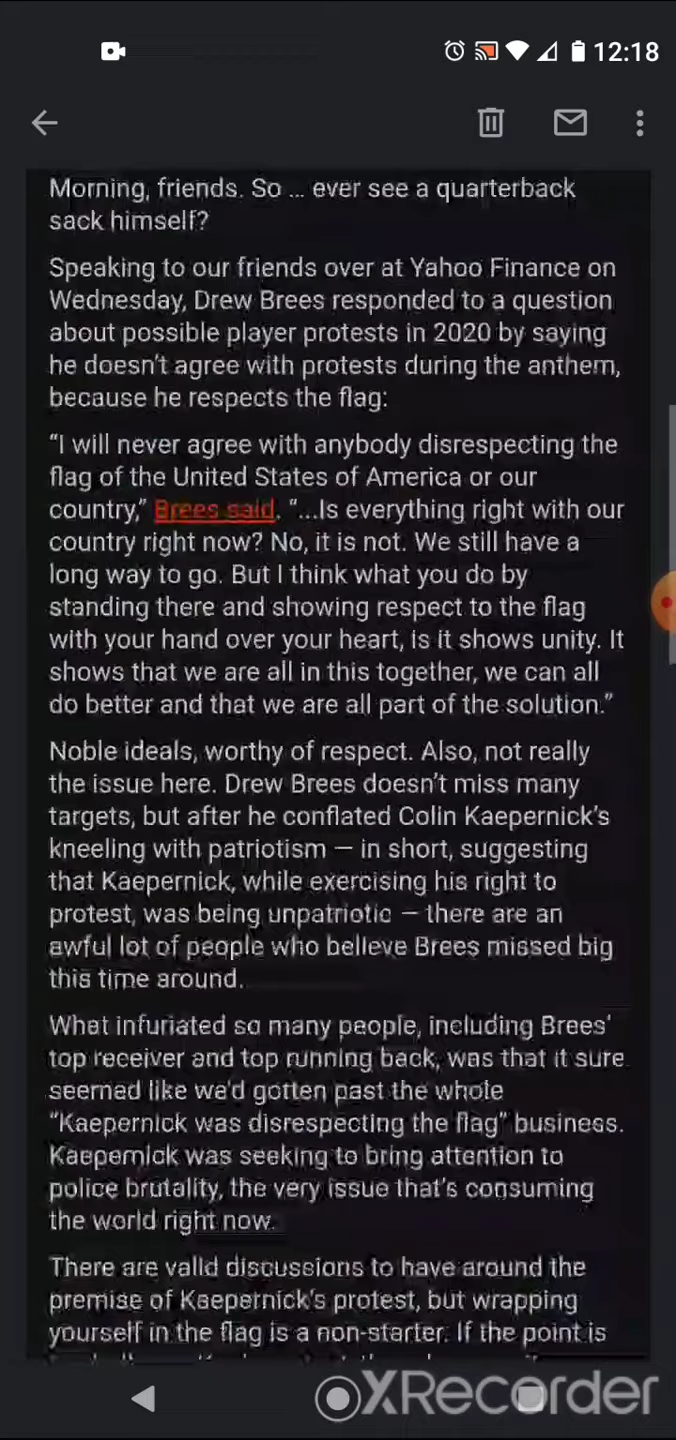 12:18
Morning, friends. So ... ever see a quarterback
sack himself?
Speaking to our friends over at Yahoo Finance on
Wednesday, Drew Brees responded to a question
about possible player protests in 2020 by saying
he doesn't agree with protests during the anthem,
because he respects the flag:
“I will never agree with anybody disrespecting the
flag of the United States of America or our
country,” Brees said. “...Is everything right with our
country right now? No, it is not. We still have a
long way to go. But I think what you do by
standing there and showing respect to the flag
with your hand over your heart, is it shows unity. It
shows that we are all in this together, we can all
do better and that we are all part of the solution.”
Noble ideals, worthy of respect. Also, not really
the issue here. Drew Brees doesn't miss many
targets, but after he conflated Colin Kaepernick's
kneeling with patriotism — in short, suggesting
that Kaepernick, while exercising his right to
protest, was being unpatriotic — there are an
awful lot of people who believe Brees missed big
this time around.
What infuriated so many people, including Brees'
top receiver and top running back, was that it sure
seemed like we'd gotten past the whole
“Kaepernick was disrespecting the flag” business.
Kaepernick was seeking to bring attention to
police brutality, the very issue that's consuming
the world right now.
There are valid discussions to have around the
premise of Kaepernick's protest, but wrapping
yourself in the flag is a non-starter. If the point is
XRecorder